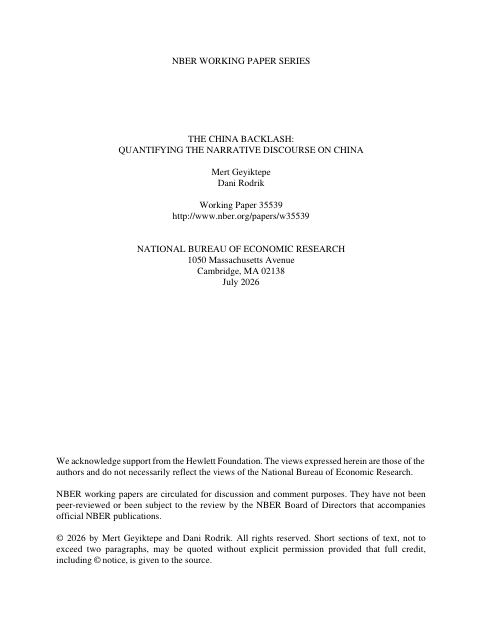 NBER WORKING PAPER SERIES
THE CHINA BACKLASH:
QUANTIFYING THE NARRATIVE DISCOURSE ON CHINA
Mert Geyiktepe
Dani Rodrik
Working Paper 35539
http://www.nber.org/papers/w35539
NATIONAL BUREAU OF ECONOMIC RESEARCH
1050 Massachusetts Avenue
Cambridge, MA 02138
July 2026
We acknowledge support from the Hewlett Foundation. The views expressed herein are those of the
authors and do not necessarily reflect the views of the National Bureau of Economic Research.
NBER working papers are circulated for discussion and comment purposes. They have not been
peer-reviewed or been subject to the review by the NBER Board of Directors that accompanies
official NBER publications.
© 2026 by Mert Geyiktepe and Dani Rodrik. All rights reserved. Short sections of text, not to
exceed two paragraphs, may be quoted without explicit permission provided that full credit,
including © notice, is given to the source.